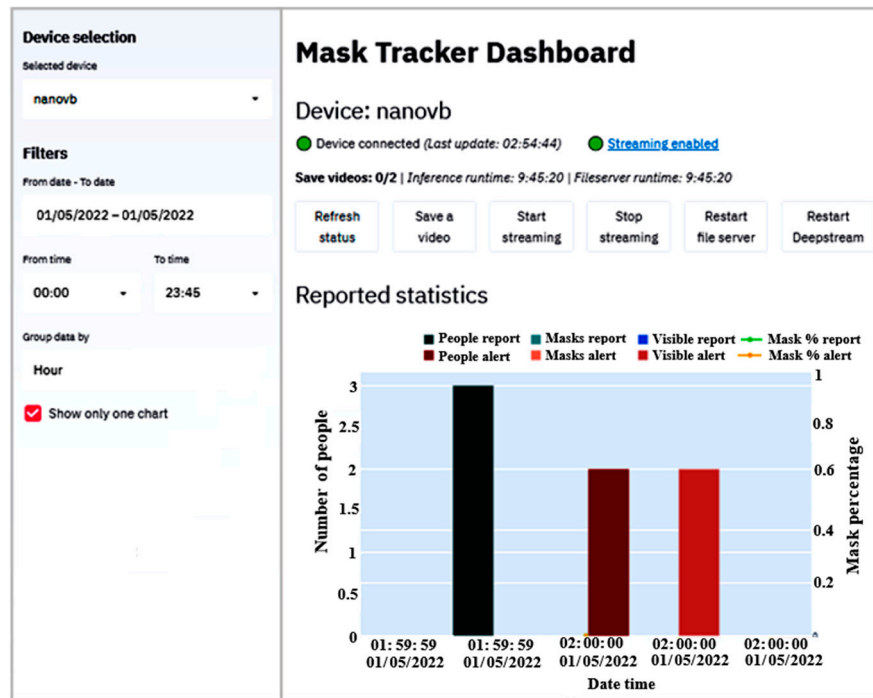 Device selection
Selected device
nanovb
Filters
From date - To date
01/05/2022 – 01/05/2022
From time To time
00:00 23:45
Group data by
Hour
Show only one chart
Mask Tracker Dashboard
Device: nanovb
Device connected (Last update: 02:54:44) Streaming enabled
Save videos: 0/2 | Inference runtime: 9:45:20 | Fileserver runtime: 9:45:20
Refresh status
Save a video
Start streaming
Stop streaming
Restart file server
Restart Deepstream
Reported statistics
People report Masks report Visible report Mask % report
People alert Masks alert Visible alert Mask % alert
Number of people
3
2.5
2
1.5
1
0.5
0
1
0.8
0.6
0.4
0.2
Mask percentage
01:59:59 01:59:59 02:00:00 02:00:00 02:00:00
01/05/2022 01/05/2022 01/05/2022 01/05/2022 01/05/2022
Date time